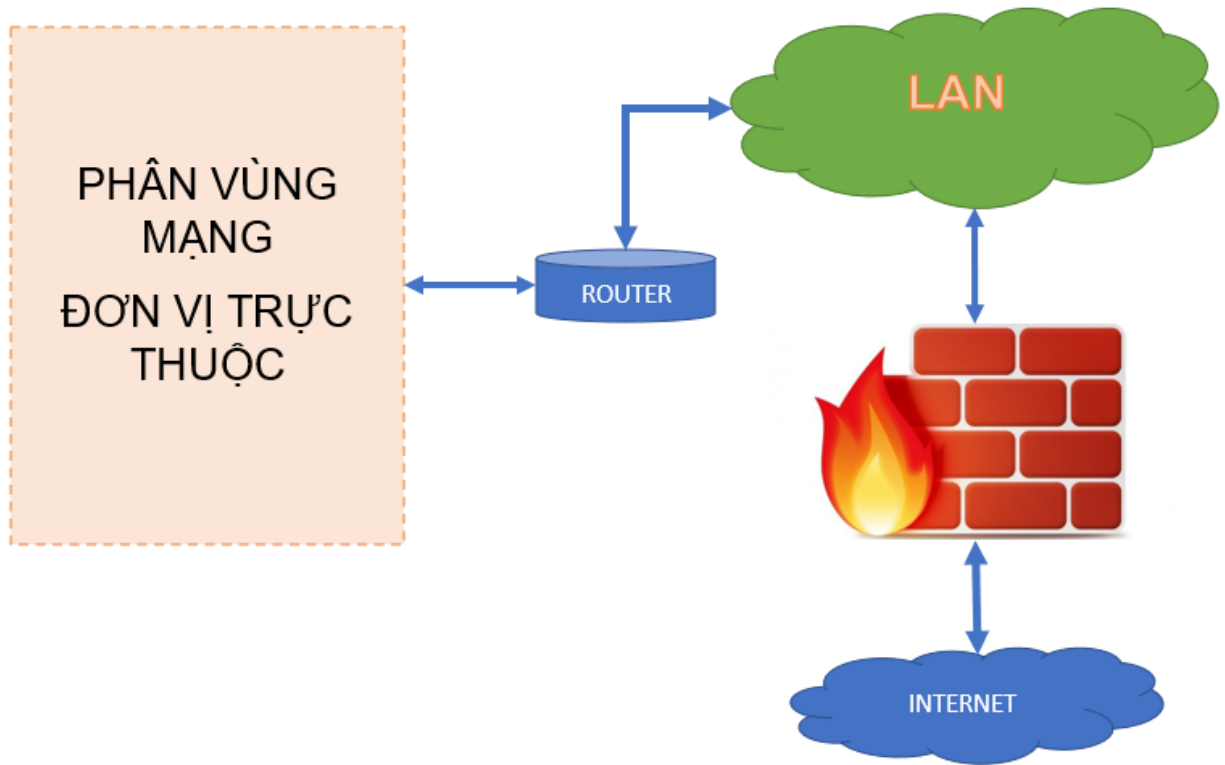 PHÂN VÙNG
MẠNG
ĐƠN VỊ TRỰC
THUỘC
ROUTER
LAN
INTERNET